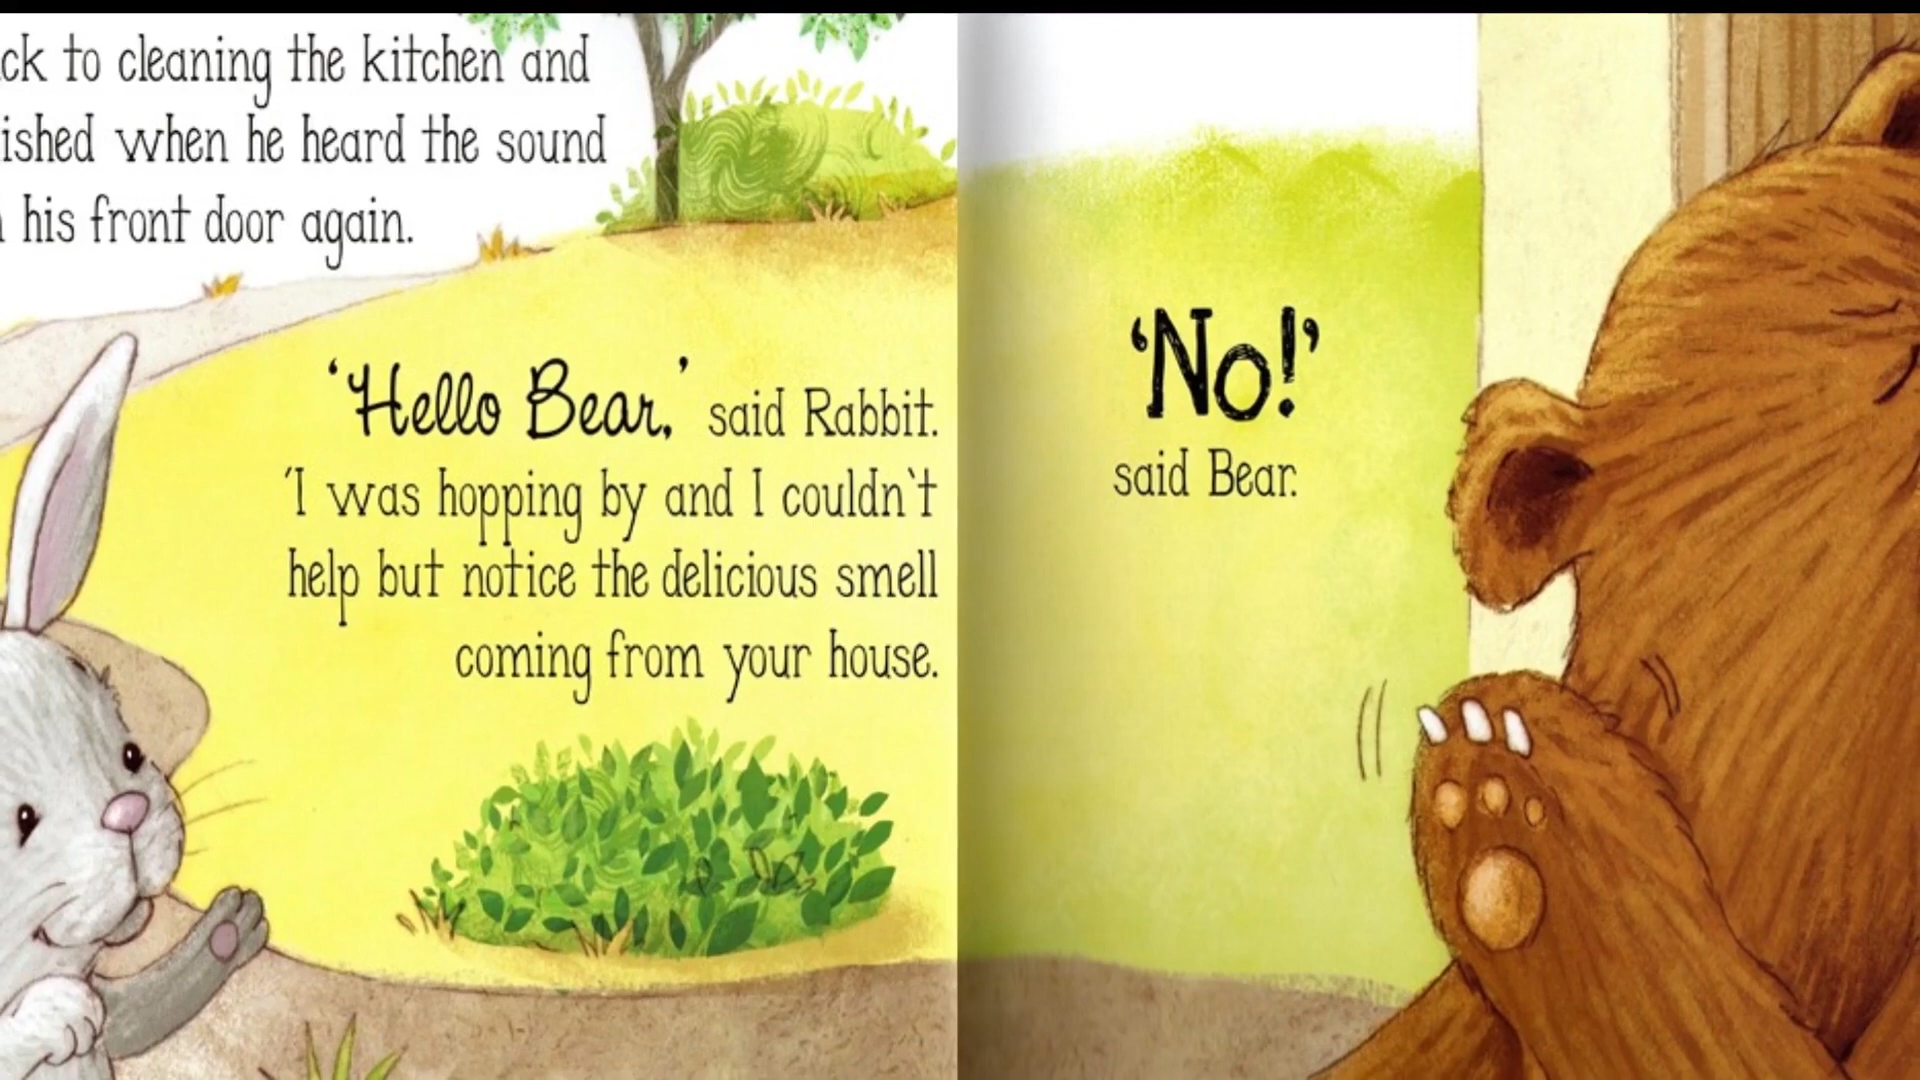 ck to cleaning the kitchen and
ished when he heard the sound
his front door again.
‘Hello Bear,’ said Rabbit.
‘I was hopping by and I couldn't
help but notice the delicious smell
coming from your house.
‘No!’
said Bear.